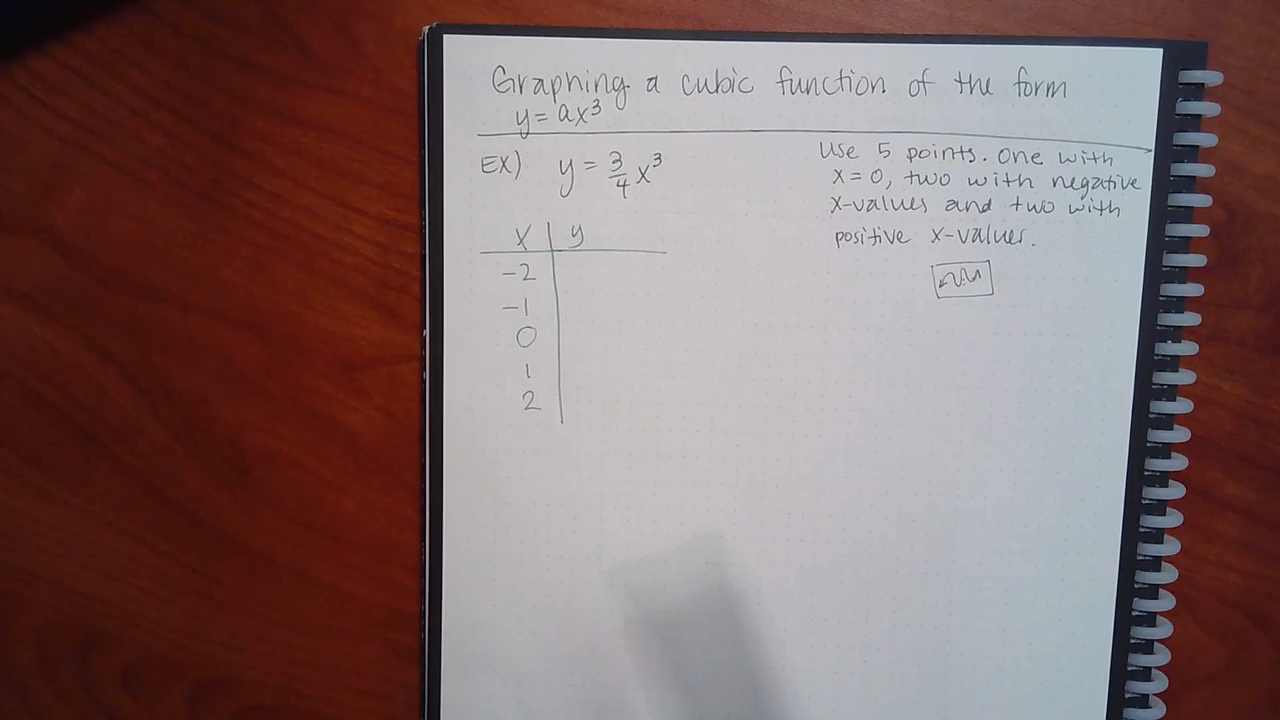 Graphing a cubic function of the form
y = ax³
EX) y = 3/4 x³
Use 5 points. One with
x = 0, two with negative
x-values and two with
positive x-values.
x | y
-2
-1
0
1
2